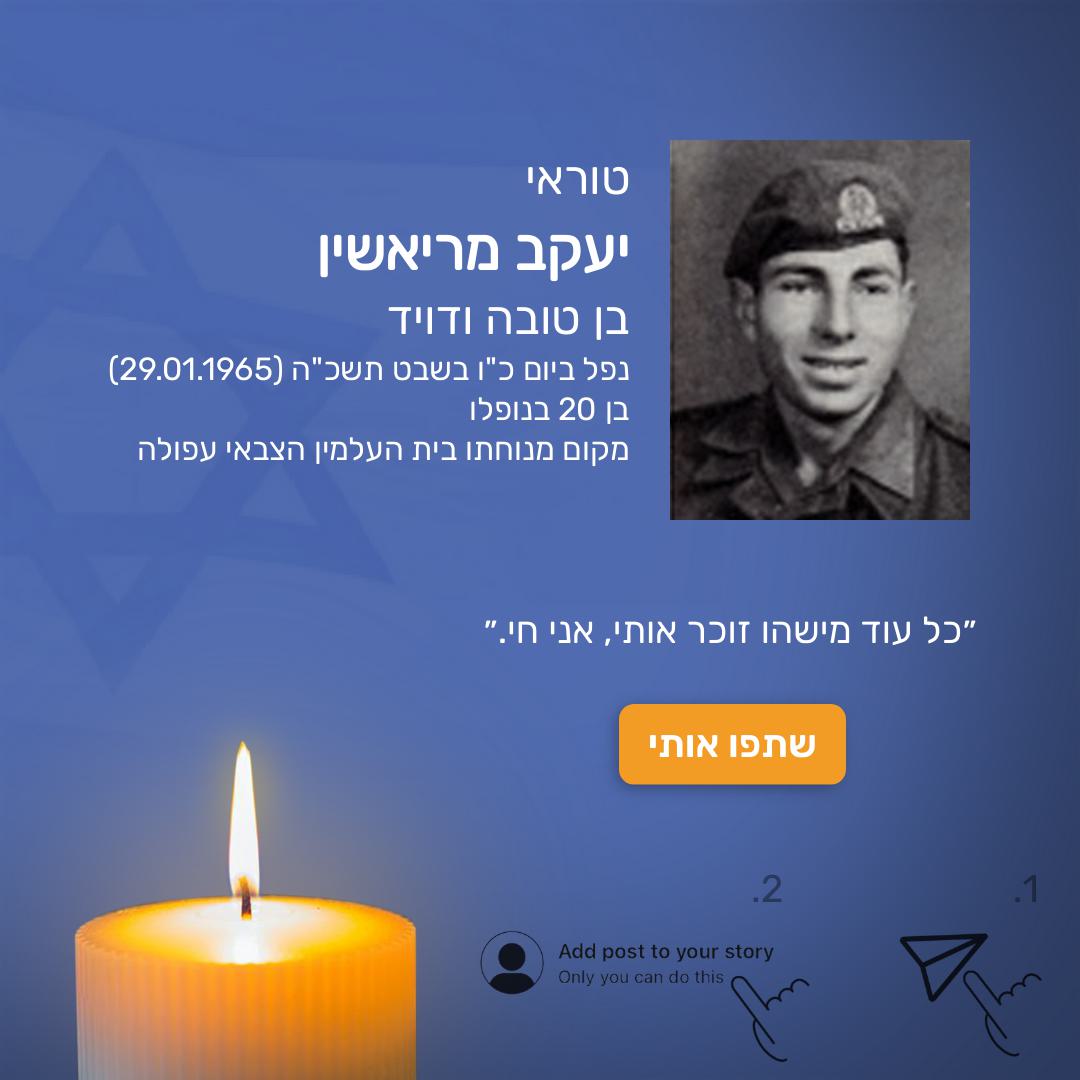 טוראי
יעקב מריאשין
בן טובה ודויד
נפל ביום כ"ו בשבט תשכ"ה (29.01.1965)
בן 20 בנופלו
מקום מנוחתו בית העלמין הצבאי עפולה
״כל עוד מישהו זוכר אותי, אני חי.״
שתפו אותי
1.
2.
Add post to your story
Only you can do this